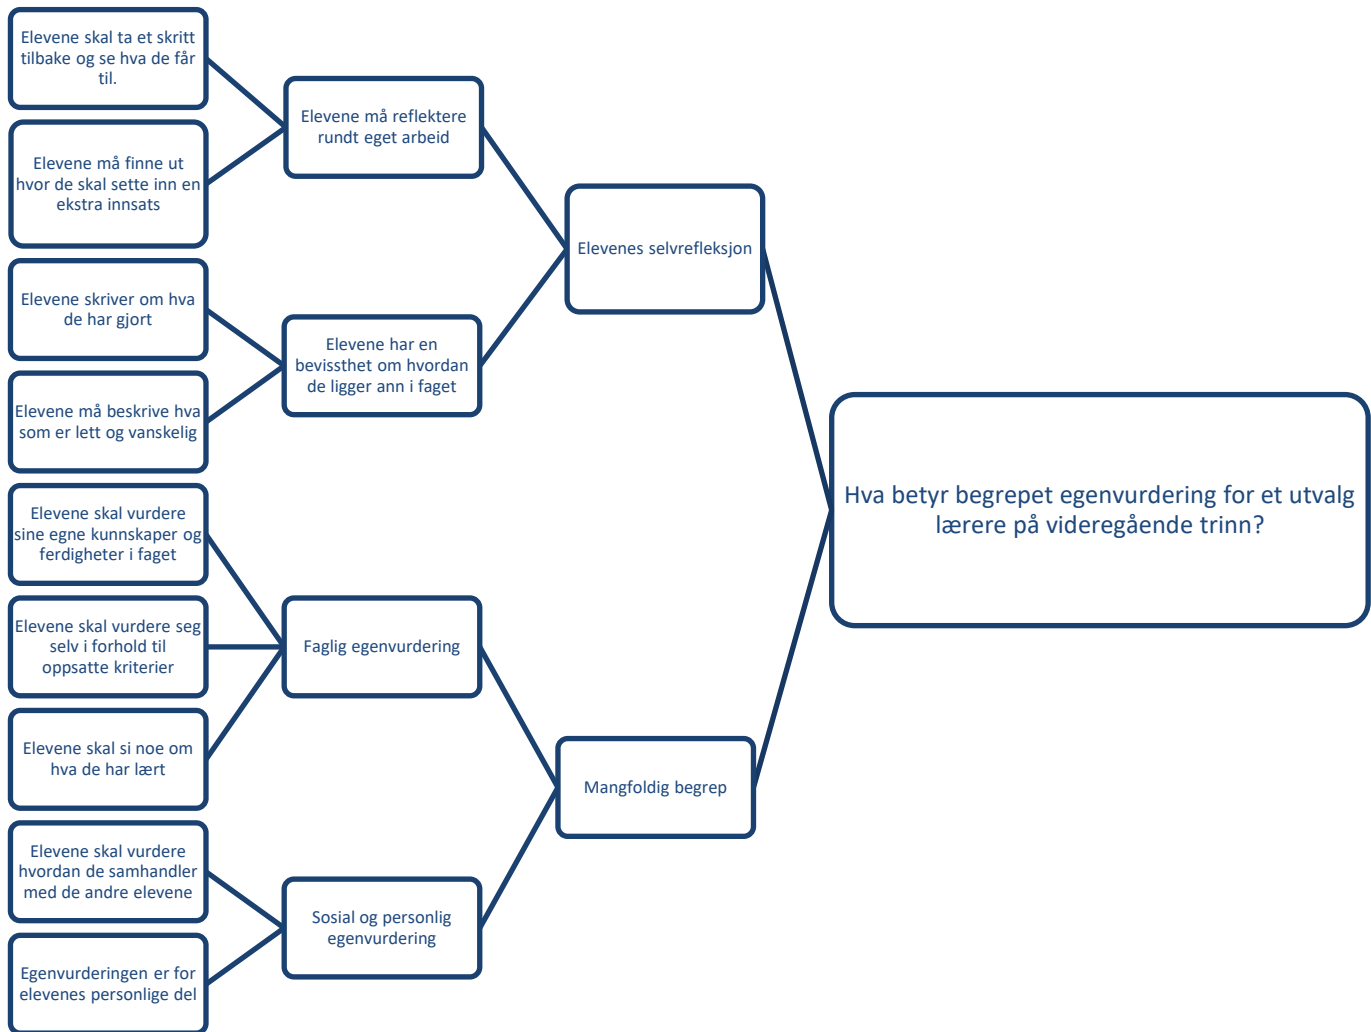 Elevene skal ta et skritt
tilbake og se hva de får
til.
Elevene må finne ut
hvor de skal sette inn en
ekstra innsats
Elevene skriver om hva
de har gjort
Elevene må beskrive hva
som er lett og vanskelig
Elevene skal vurdere
sine egne kunnskaper og
ferdigheter i faget
Elevene skal vurdere seg
selv i forhold til
oppsatte kriterier
Elevene skal si noe om
hva de har lært
Elevene skal vurdere
hvordan de samhandler
med de andre elevene
Egenvurderingen er for
elevenes personlige del
Elevene må reflektere
rundt eget arbeid
Elevene har en
bevissthet om hvordan
de ligger ann i faget
Faglig egenvurdering
Sosial og personlig
egenvurdering
Elevenes selvrefleksjon
Mangfoldig begrep
Hva betyr begrepet egenvurdering for et utvalg
lærere på videregående trinn?